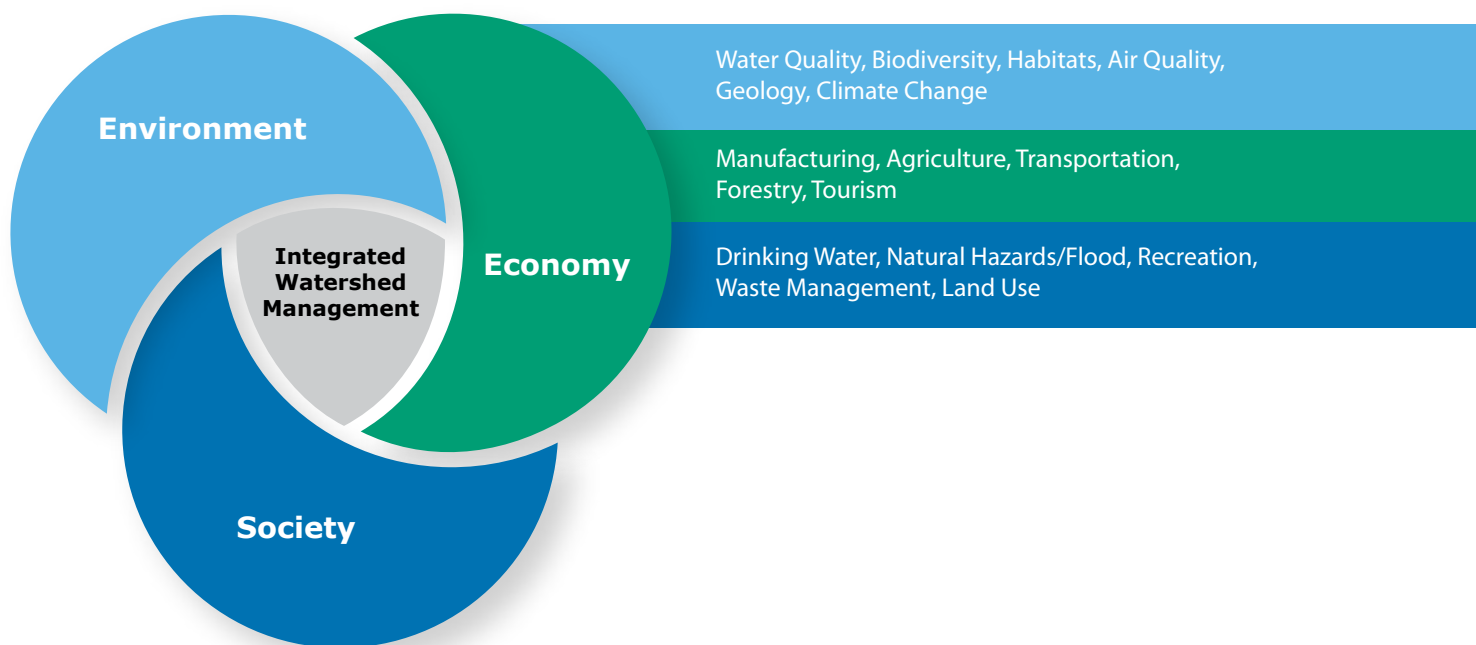 Environment
Integrated
Watershed
Management
Economy
Society
Water Quality, Biodiversity, Habitats, Air Quality,
Geology, Climate Change
Manufacturing, Agriculture, Transportation,
Forestry, Tourism
Drinking Water, Natural Hazards/Flood, Recreation,
Waste Management, Land Use